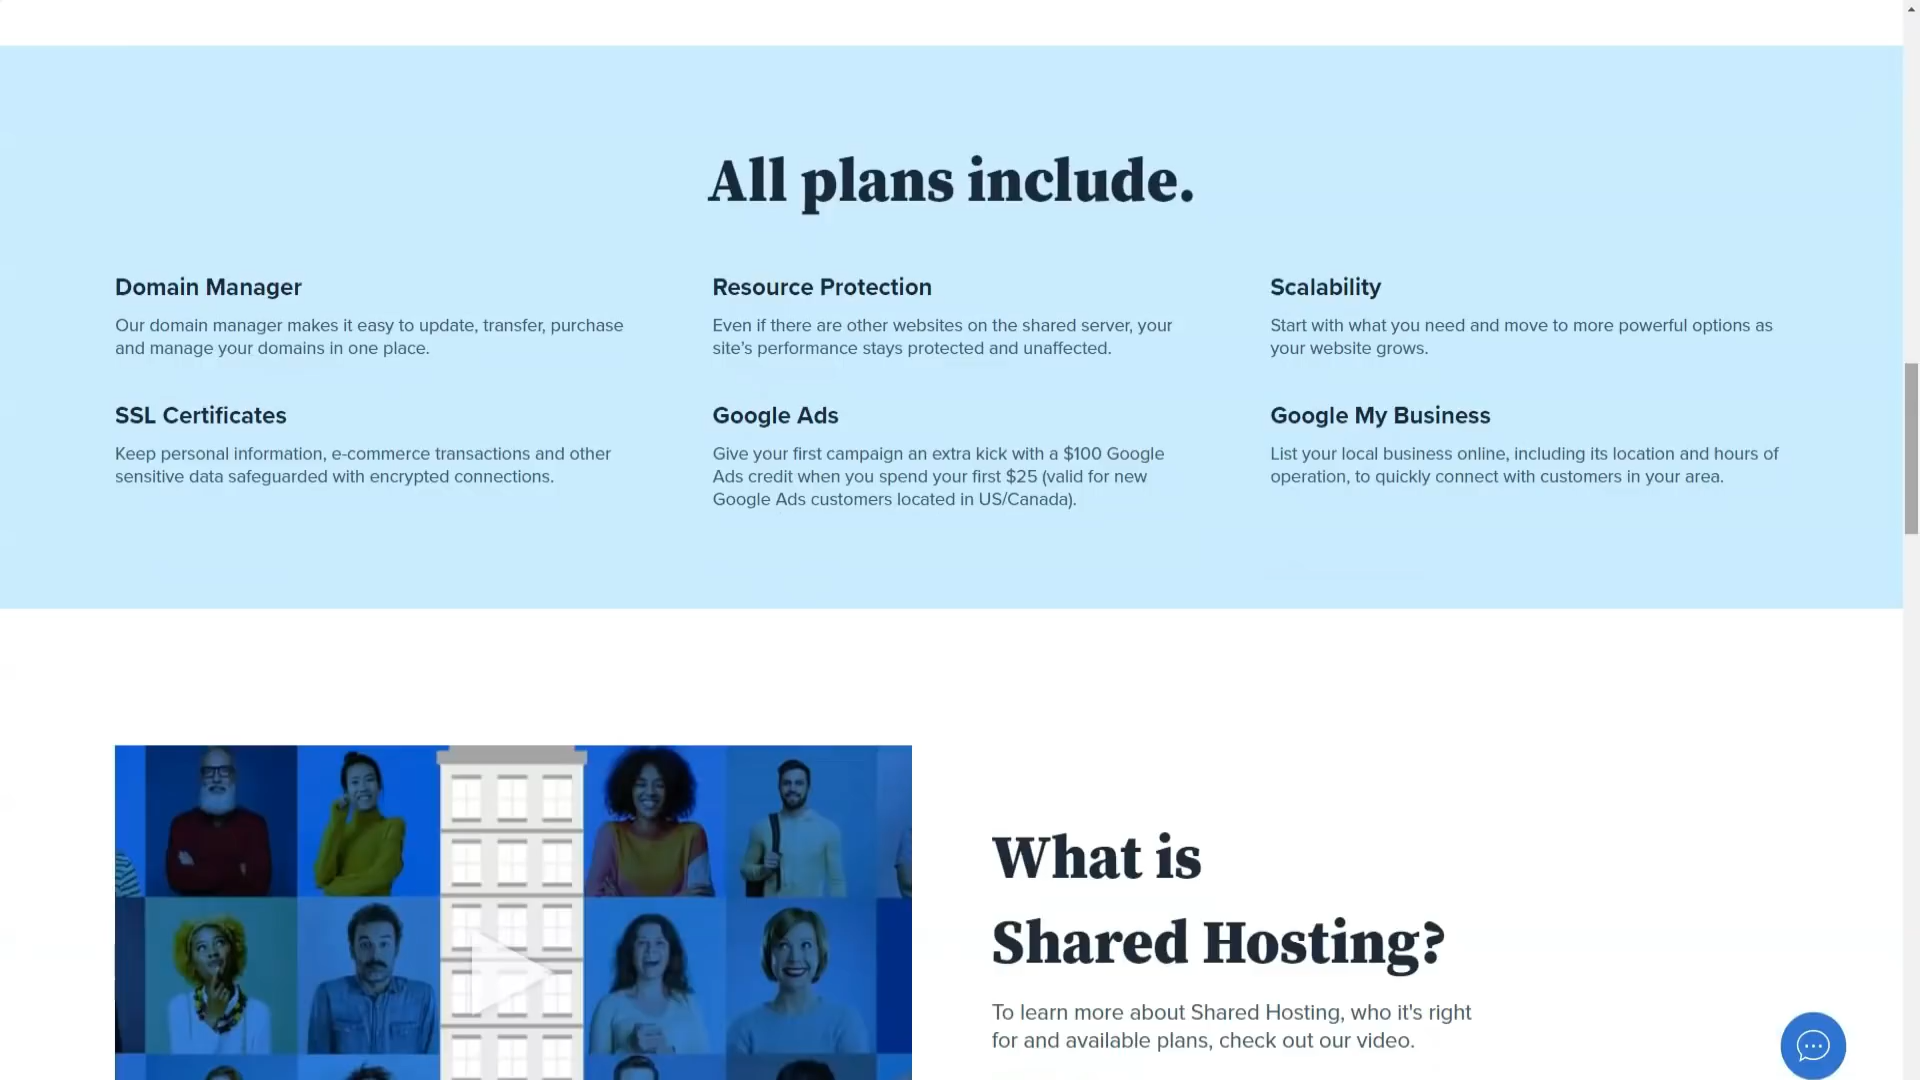 All plans include.
Domain Manager
Our domain manager makes it easy to update, transfer, purchase
and manage your domains in one place.
Resource Protection
Even if there are other websites on the shared server, your
site's performance stays protected and unaffected.
Scalability
Start with what you need and move to more powerful options as
your website grows.
SSL Certificates
Keep personal information, e-commerce transactions and other
sensitive data safeguarded with encrypted connections.
Google Ads
Give your first campaign an extra kick with a $100 Google
Ads credit when you spend your first $25 (valid for new
Google Ads customers located in US/Canada).
Google My Business
List your local business online, including its location and hours of
operation, to quickly connect with customers in your area.
What is
Shared Hosting?
To learn more about Shared Hosting, who it's right
for and available plans, check out our video.